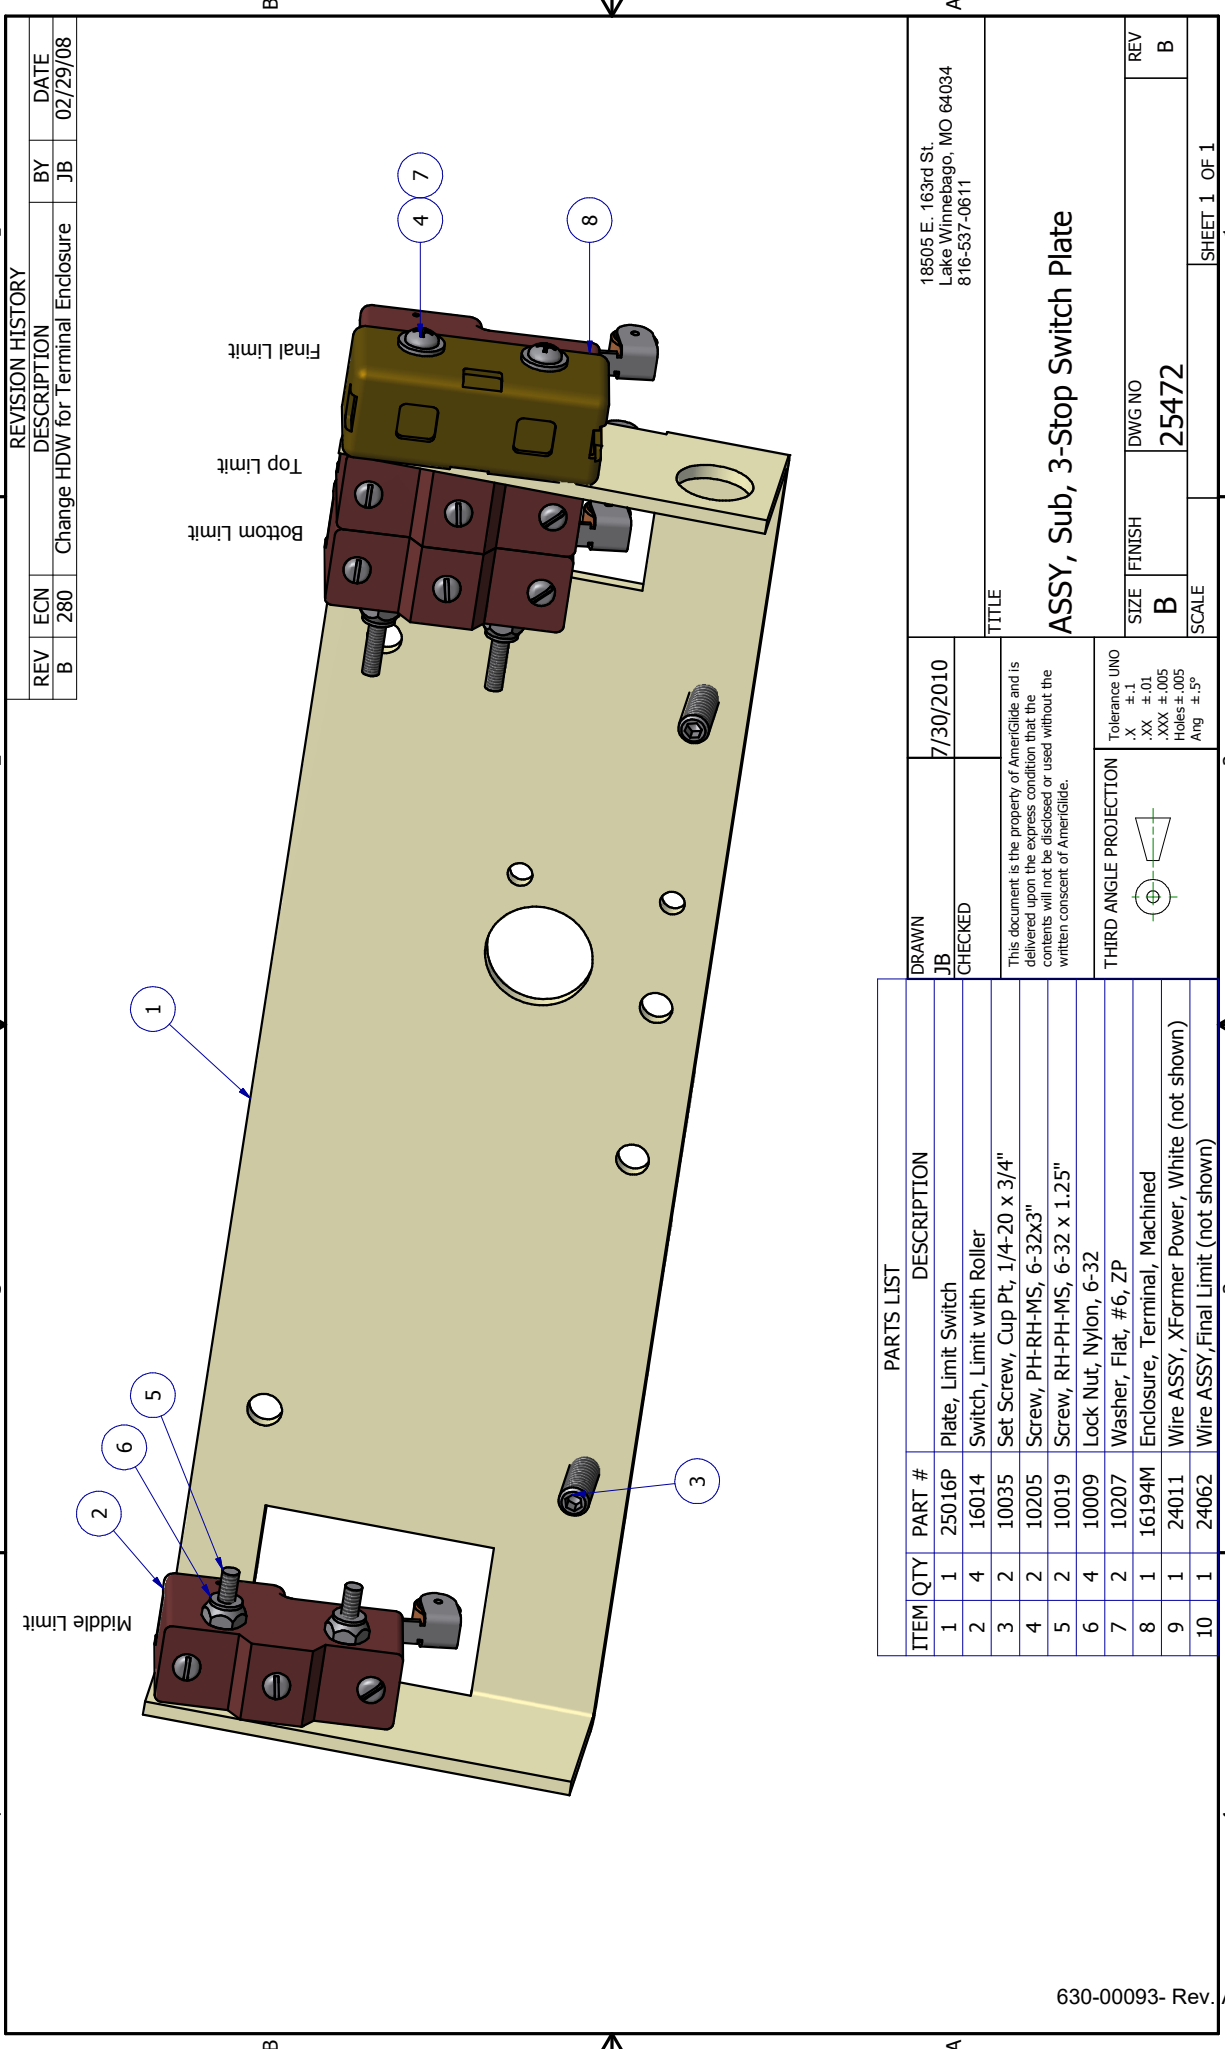 REVISION HISTORY
REV ECN DESCRIPTION BY DATE
B 280 Change HDW for Terminal Enclosure JB 02/29/08
Middle Limit
Bottom Limit
Top Limit
Final Limit
2
6
5
1
3
4 7
8
PARTS LIST
ITEM QTY PART # DESCRIPTION
1 1 25016P Plate, Limit Switch
2 4 16014 Switch, Limit with Roller
3 2 10035 Set Screw, Cup Pt, 1/4-20 x 3/4"
4 2 10205 Screw, PH-RH-MS, 6-32x3"
5 2 10019 Screw, RH-PH-MS, 6-32 x 1.25"
6 4 10009 Lock Nut, Nylon, 6-32
7 2 10207 Washer, Flat, #6, ZP
8 1 16194M Enclosure, Terminal, Machined
9 1 24011 Wire ASSY, XFormer Power, White (not shown)
10 1 24062 Wire ASSY,Final Limit (not shown)
DRAWN
JB 7/30/2010
CHECKED
This document is the property of AmeriGlide and is
delivered upon the express condition that the
contents will not be disclosed or used without the
written conscent of AmeriGlide.
THIRD ANGLE PROJECTION
Tolerance UNO
.X ±.1
.XX ±.01
.XXX ±.005
Holes ±.005
Ang ±.5°
18505 E. 163rd St.
Lake Winnebago, MO 64034
816-537-0611
TITLE
ASSY, Sub, 3-Stop Switch Plate
SIZE FINISH DWG NO REV
B 25472 B
SCALE SHEET 1 OF 1
B
A
B
A
630-00093- Rev.